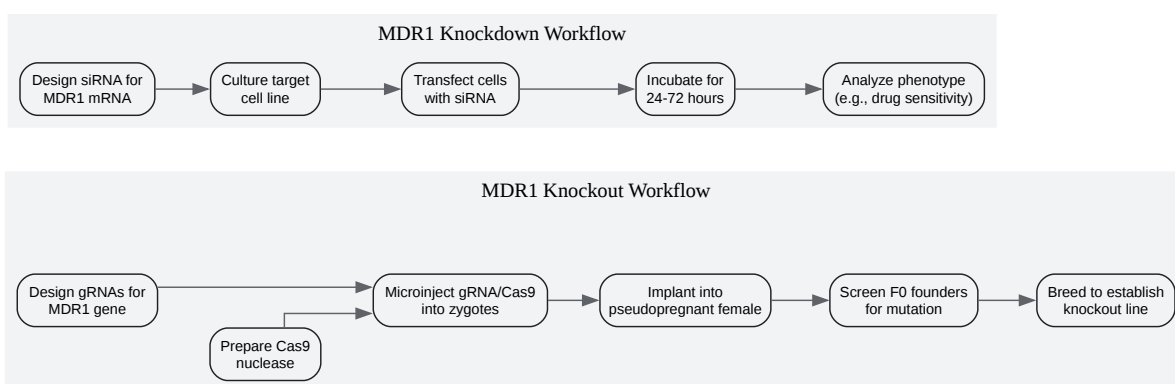 MDR1 Knockdown Workflow
Design siRNA for
MDR1 mRNA
Culture target
cell line
Transfect cells
with siRNA
Incubate for
24-72 hours
Analyze phenotype
(e.g., drug sensitivity)
MDR1 Knockout Workflow
Design gRNAs for
MDR1 gene
Prepare Cas9
nuclease
Microinject gRNA/Cas9
into zygotes
Implant into
pseudopregnant female
Screen F0 founders
for mutation
Breed to establish
knockout line